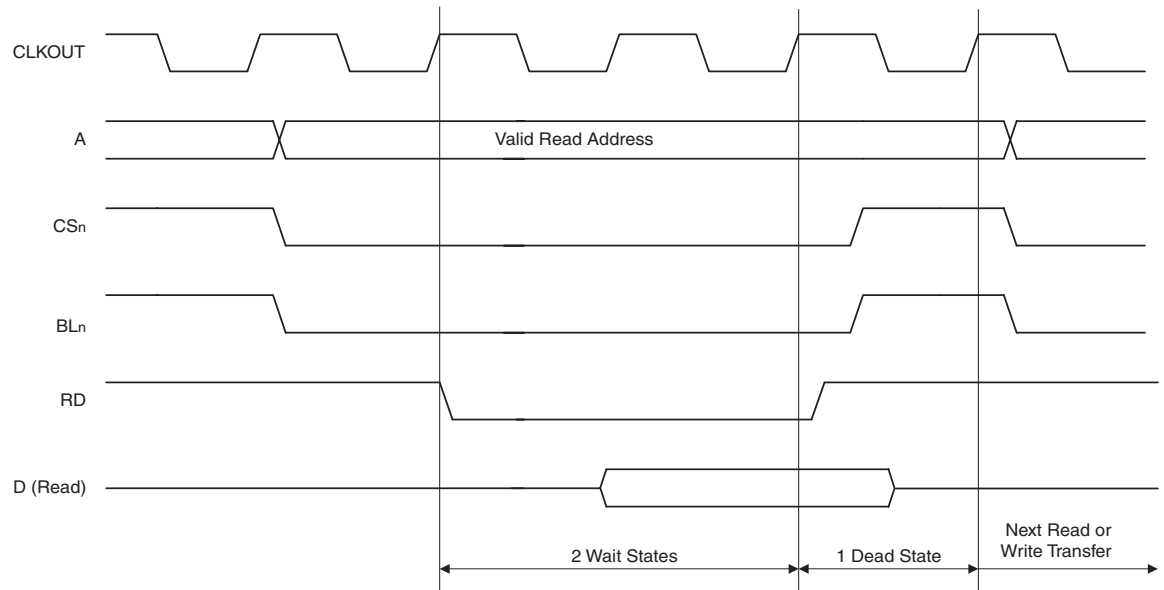 CLKOUT
A
Valid Read Address
CSn
BLn
RD
D (Read)
2 Wait States
1 Dead State
Next Read or
Write Transfer